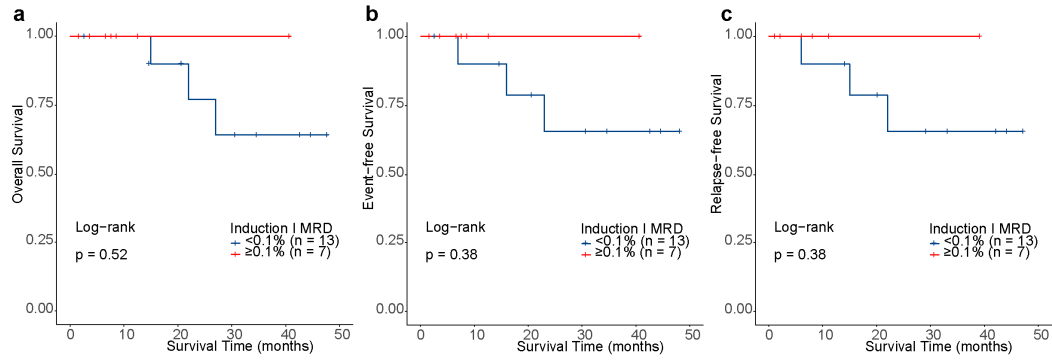 a
Overall Survival
1.00
0.75
0.50
0.25
0.00
Log−rank
p = 0.52
Induction I MRD
<0.1% (n = 13)
≥0.1% (n = 7)
0 10 20 30 40 50
Survival Time (months)
b
Event−free Survival
1.00
0.75
0.50
0.25
0.00
Log−rank
p = 0.38
Induction I MRD
<0.1% (n = 13)
≥0.1% (n = 7)
0 10 20 30 40 50
Survival Time (months)
c
Relapse−free Survival
1.00
0.75
0.50
0.25
0.00
Log−rank
p = 0.38
Induction I MRD
<0.1% (n = 13)
≥0.1% (n = 7)
0 10 20 30 40 50
Survival Time (months)